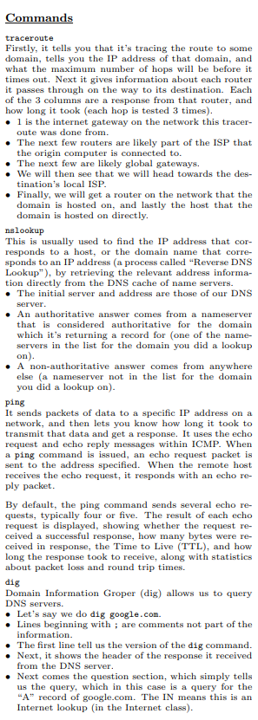 Commands
traceroute
Firstly, it tells you that it's tracing the route to some
domain, tells you the IP address of that domain, and
what the maximum number of hops will be before it
times out. Next it gives information about each router
it passes through on the way to its destination. Each
of the 3 columns are a response from that router, and
how long it took (each hop is tested 3 times).
• 1 is the internet gateway on the network this tracer-
oute was done from.
• The next few routers are likely part of the ISP that
the origin computer is connected to.
• The next few are likely global gateways.
• We will then see that we will head towards the des-
tination's local ISP.
• Finally, we will get a router on the network that the
domain is hosted on, and lastly the host that the
domain is hosted on directly.
nslookup
This is usually used to find the IP address that cor-
responds to a host, or the domain name that corre-
sponds to an IP address (a process called "Reverse DNS
Lookup"), by retrieving the relevant address informa-
tion directly from the DNS cache of name servers.
• The initial server and address are those of our DNS
server.
• An authoritative answer comes from a nameserver
that is considered authoritative for the domain
which it's returning a record for (one of the name-
servers in the list for the domain you did a lookup
on).
• A non-authoritative answer comes from anywhere
else (a nameserver not in the list for the domain
you did a lookup on).
ping
It sends packets of data to a specific IP address on a
network, and then lets you know how long it took to
transmit that data and get a response. It uses the echo
request and echo reply messages within ICMP. When
a ping command is issued, an echo request packet is
sent to the address specified. When the remote host
receives the echo request, it responds with an echo re-
ply packet.
By default, the ping command sends several echo re-
quests, typically four or five. The result of each echo
request is displayed, showing whether the request re-
ceived a successful response, how many bytes were re-
ceived in response, the Time to Live (TTL), and how
long the response took to receive, along with statistics
about packet loss and round trip times.
dig
Domain Information Groper (dig) allows us to query
DNS servers.
• Let's say we do dig google.com.
• Lines beginning with ; are comments not part of the
information.
• The first line tell us the version of the dig command.
• Next, it shows the header of the response it received
from the DNS server.
• Next comes the question section, which simply tells
us the query, which in this case is a query for the
"A" record of google.com. The IN means this is an
Internet lookup (in the Internet class).